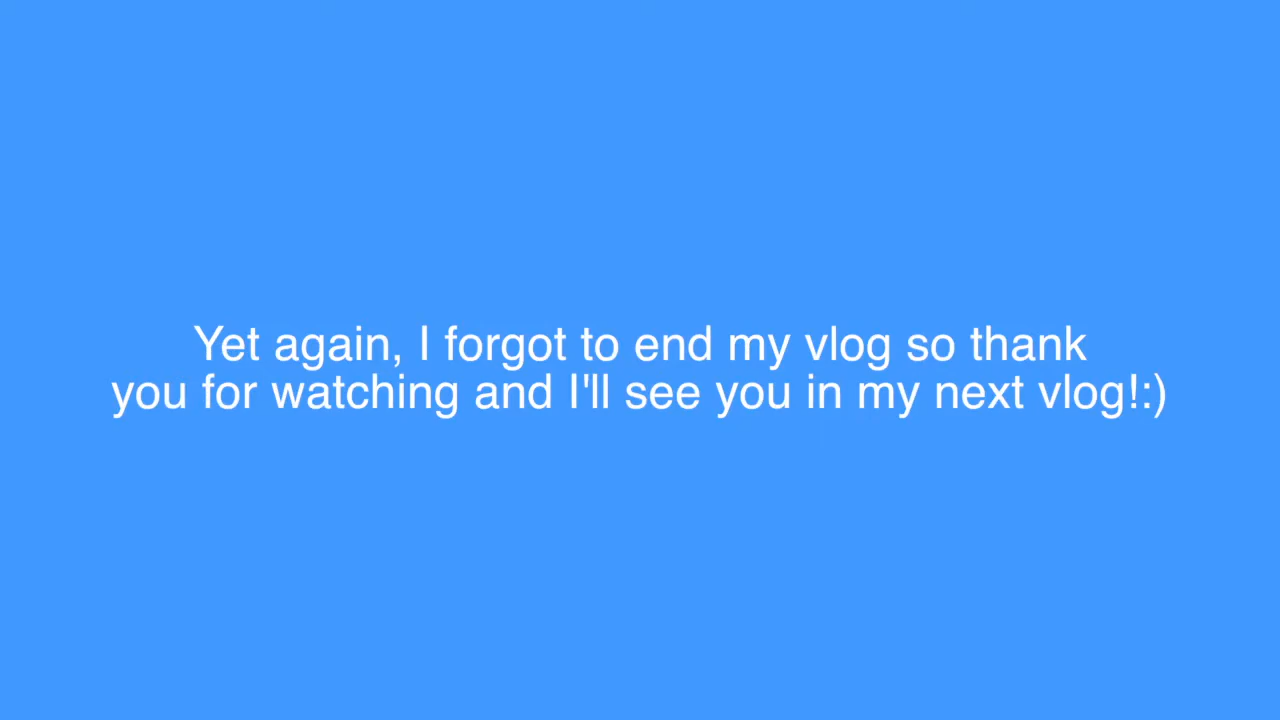 Yet again, I forgot to end my vlog so thank
you for watching and I'll see you in my next vlog!:)